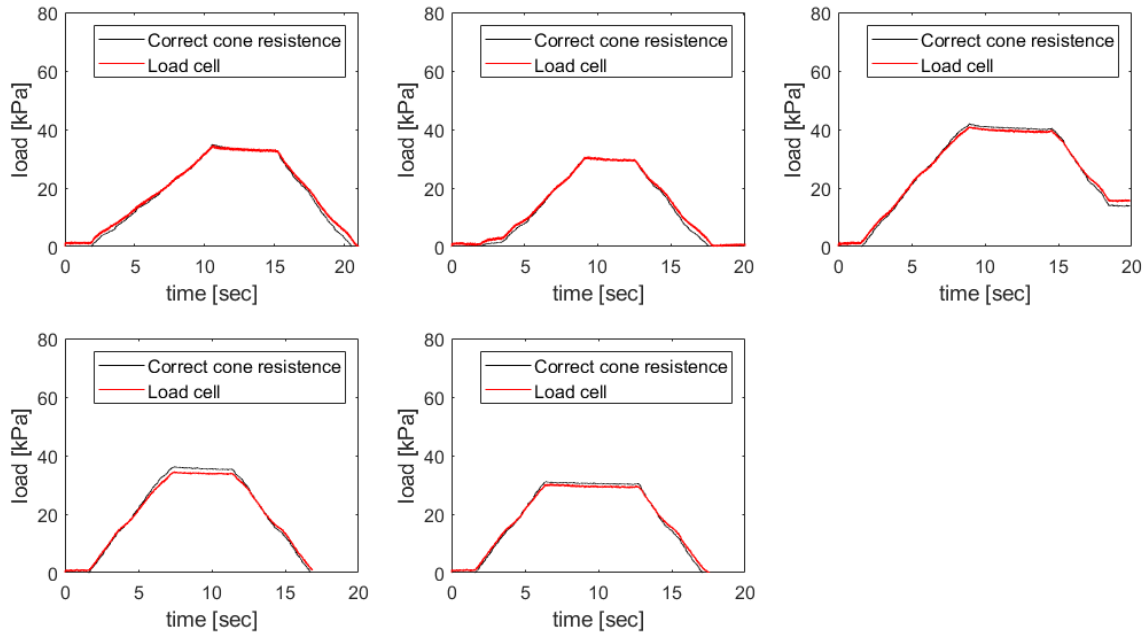 80
60
40
20
0
load [kPa]
Correct cone resistence
Load cell
0 5 10 15 20
time [sec]
80
60
40
20
0
load [kPa]
Correct cone resistence
Load cell
0 5 10 15 20
time [sec]
80
60
40
20
0
load [kPa]
Correct cone resistence
Load cell
0 5 10 15 20
time [sec]
80
60
40
20
0
load [kPa]
Correct cone resistence
Load cell
0 5 10 15 20
time [sec]
80
60
40
20
0
load [kPa]
Correct cone resistence
Load cell
0 5 10 15 20
time [sec]